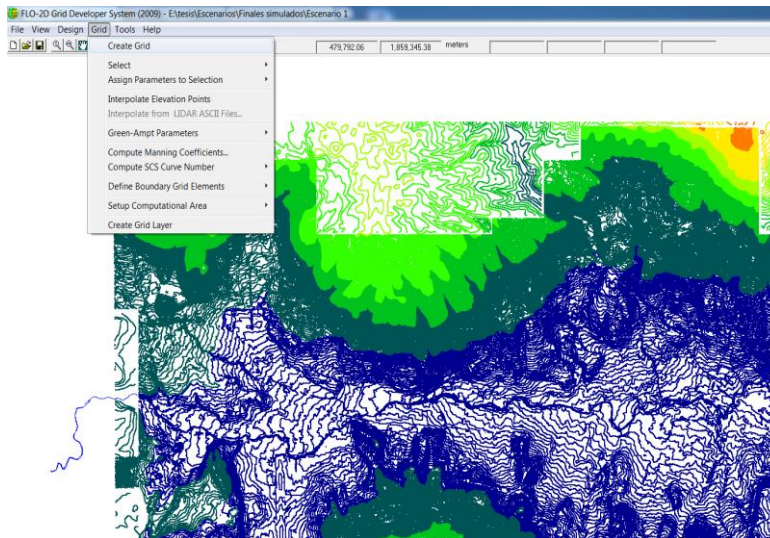 FLO-2D Grid Developer System (2009) - E:\tesis\Escenarios\Finales simulados\Escenario 1
File View Design Grid Tools Help
479,792.06 1,859,345.38 meters
Create Grid
Select
Assign Parameters to Selection
Interpolate Elevation Points
Interpolate from LIDAR ASCII Files...
Green-Ampt Parameters
Compute Manning Coefficients...
Compute SCS Curve Number
Define Boundary Grid Elements
Setup Computational Area
Create Grid Layer